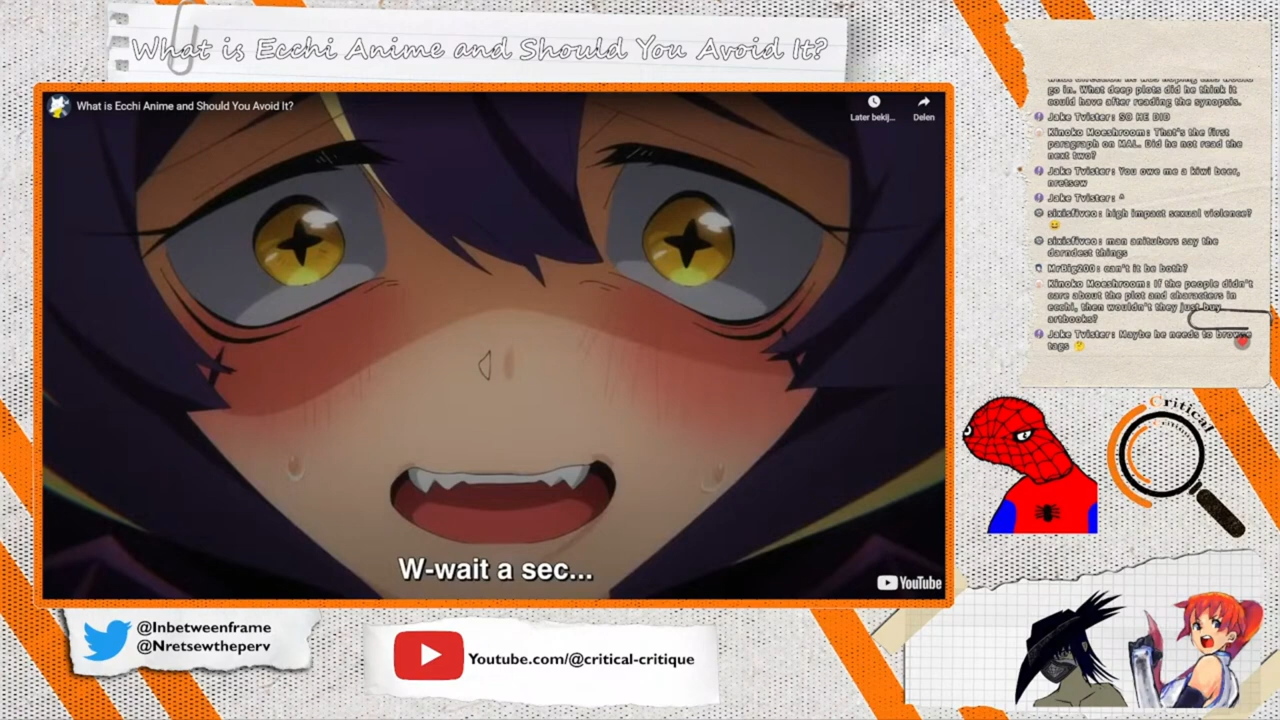 What is Ecchi Anime and Should You Avoid It?
What is Ecchi Anime and Should You Avoid It?
Later bekij...
Delen
go in. What deep plots did he think it
could have after reading the synopsis.
Jake Tvister: SO HE DID
Kinoko Moeshroom: That's the first
paragraph on MAL. Did he not read the
next two?
Jake Tvister: You owe me a kiwi beer,
nretsew
Jake Tvister: ^
sixisfiveo: high impact sexual violence?
😆
sixisfiveo: man anitubers say the
darndest things
MrBig200: can't it be both?
Kinoko Moeshroom: If the people didn't
care about the plot and characters in
ecchi, then wouldn't they just buy
artbooks?
Jake Tvister: Maybe he needs to browse
tags 🤔
Critical
W-wait a sec...
YouTube
@Inbetweenframe
@Nretsewtheperv
Youtube.com/@critical-critique